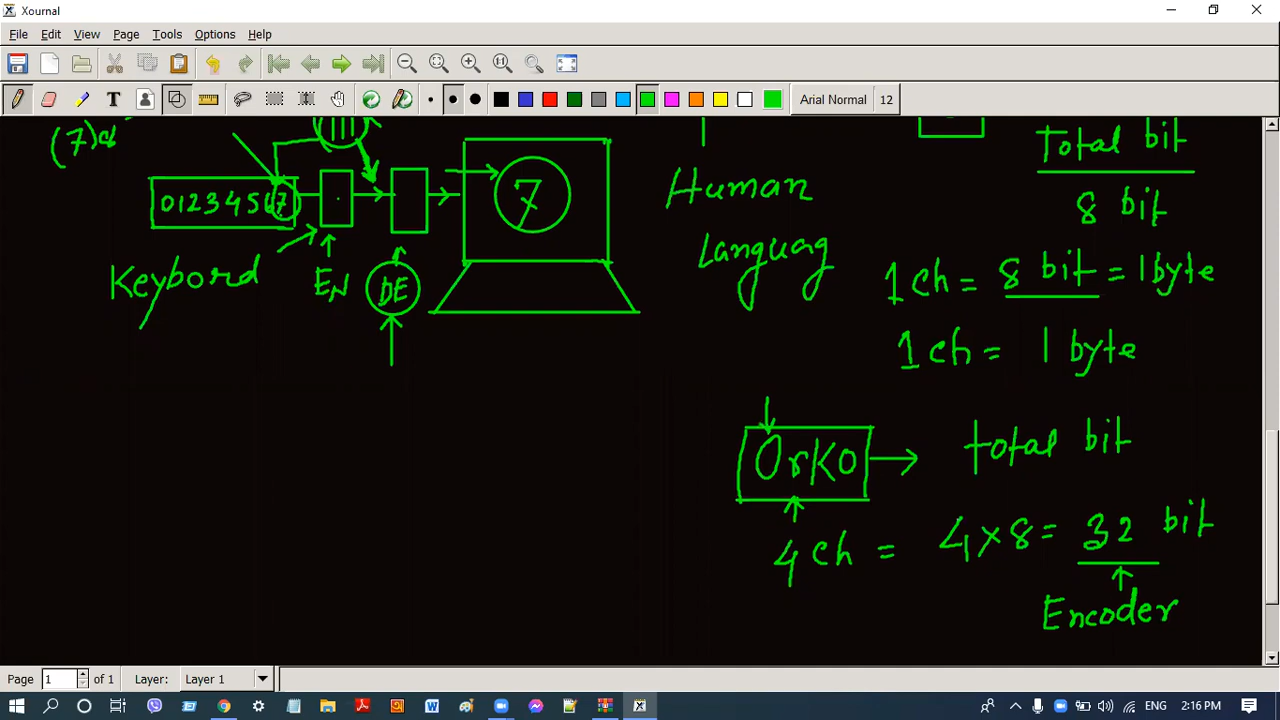 Xournal
File Edit View Page Tools Options Help
Arial Normal 12
(7)d
111
01234567
7
Keybord
EN
DE
Human
Languag
total bit
8 bit
1 ch = 8 bit = 1 byte
1 ch = 1 byte
Orko → total bit
4 ch = 4×8= 32 bit
Encoder
Page 1 of 1 Layer: Layer 1
ENG 2:16 PM